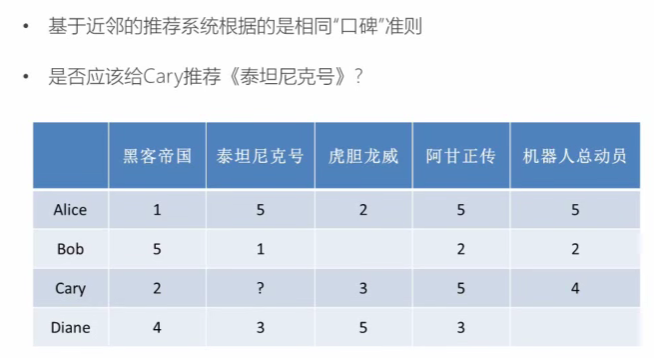 • 基于近邻的推荐系统根据的是相同“口碑”准则
• 是否应该给Cary推荐《泰坦尼克号》?
黑客帝国 泰坦尼克号 虎胆龙威 阿甘正传 机器人总动员
Alice 1 5 2 5 5
Bob 5 1 2 2
Cary 2 ? 3 5 4
Diane 4 3 5 3